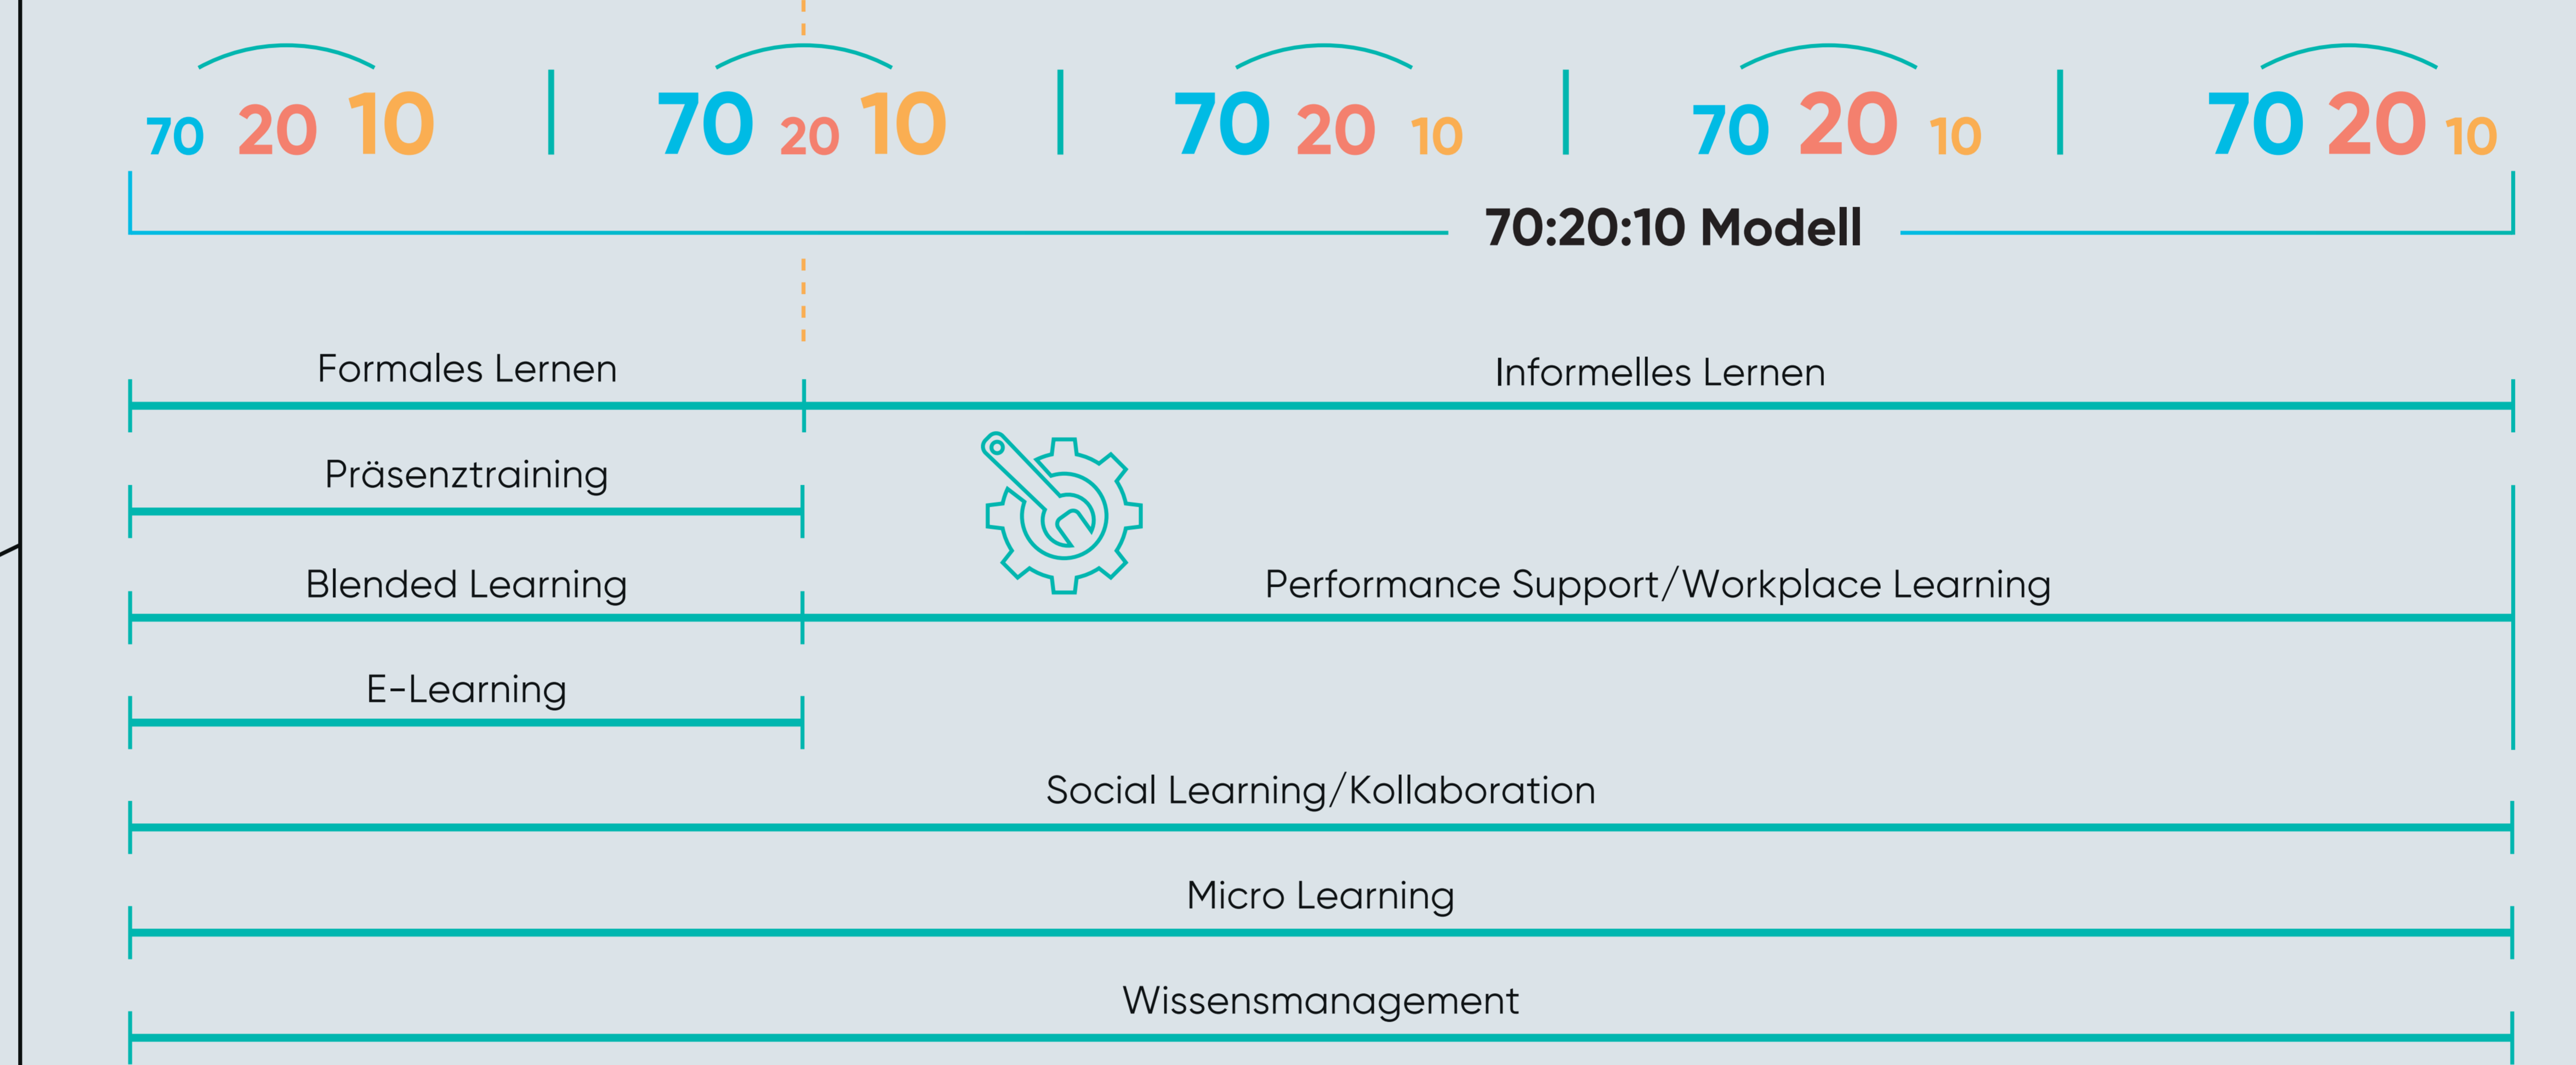 70 20 10 70 20 10 70 20 10 70 20 10 70 20 10
70:20:10 Modell
Formales Lernen
Informelles Lernen
Präsenztraining
Blended Learning
Performance Support/Workplace Learning
E-Learning
Social Learning/Kollaboration
Micro Learning
Wissensmanagement